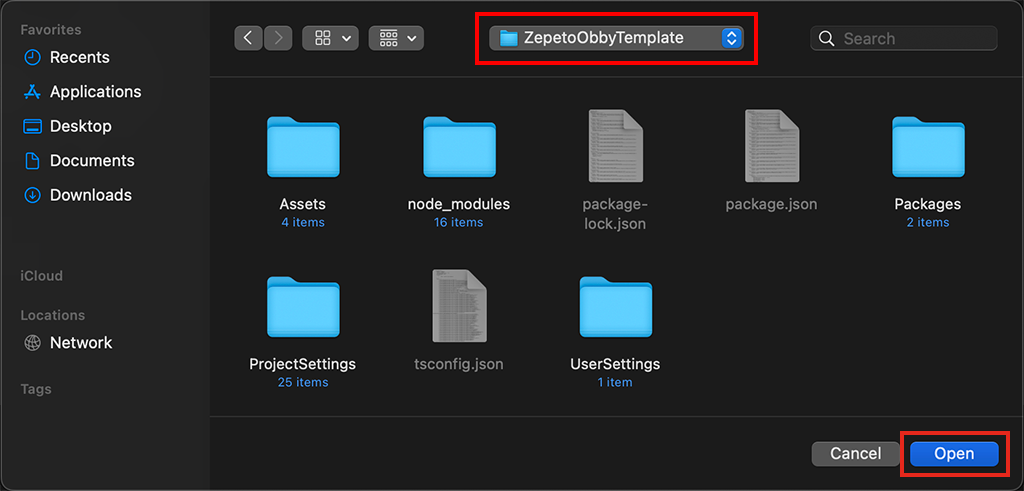 Favorites
Recents
Applications
Desktop
Documents
Downloads
iCloud
Locations
Network
Tags
ZepetoObbyTemplate
Search
Assets
4 items
node_modules
16 items
package-
lock.json
package.json
Packages
2 items
ProjectSettings
25 items
tsconfig.json
UserSettings
1 item
Cancel
Open